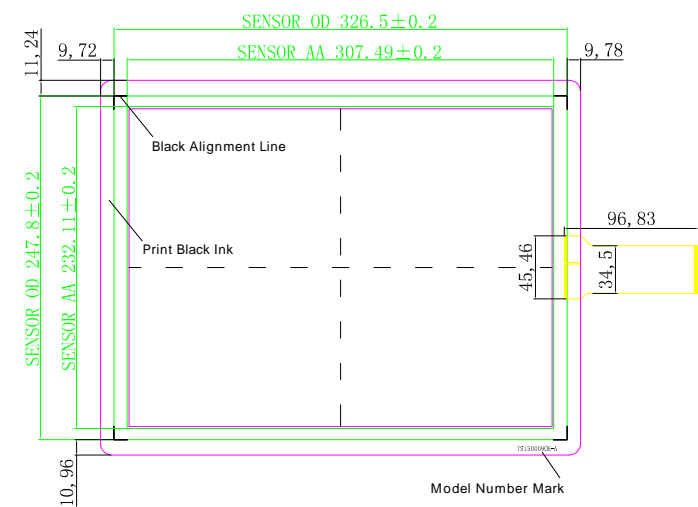 SENSOR OD 326.5±0.2
11,24
9,72
SENSOR AA 307.49±0.2
9,78
Black Alignment Line
SENSOR OD 247.8±0.2
SENSOR AA 232.11±0.2
96,83
Print Black Ink
45,46
34,5
10,96
Model Number Mark